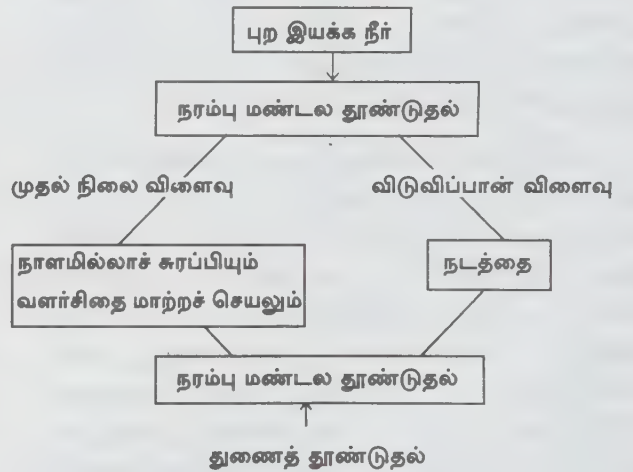 புற இயக்க நீர்
நரம்பு மண்டல தூண்டுதல்
முதல் நிலை விளைவு
விடுவிப்பான் விளைவு
நாளமில்லாச் சுரப்பியும்
வளர்சிதை மாற்றச் செயலும்
நடத்தை
நரம்பு மண்டல தூண்டுதல்
துணைத் தூண்டுதல்